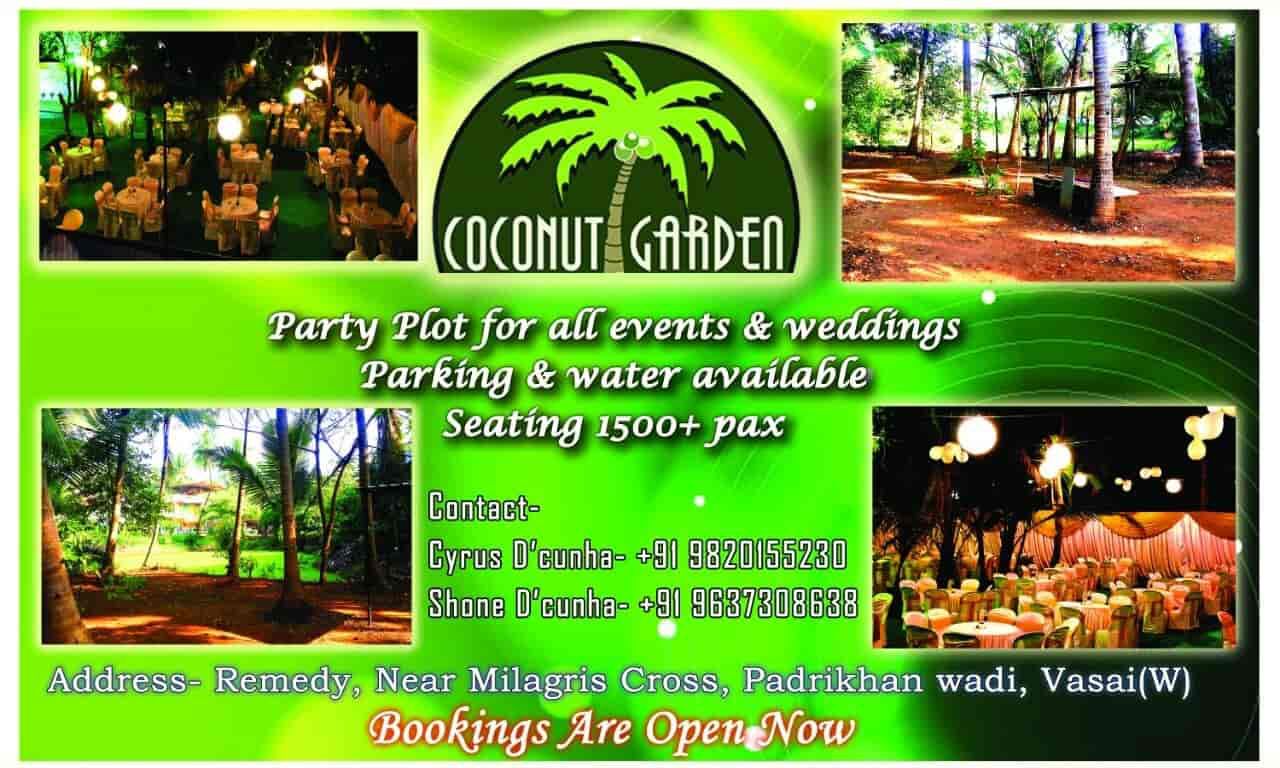 COCONUT GARDEN
Party Plot for all events & weddings
Parking & water available
Seating 1500+ pax
Contact-
Cyrus D'cunha- +91 9820155230
Shone D'cunha- +91 9637308638
Address- Remedy, Near Milagris Cross, Padrikhan wadi, Vasai(W)
Bookings Are Open Now